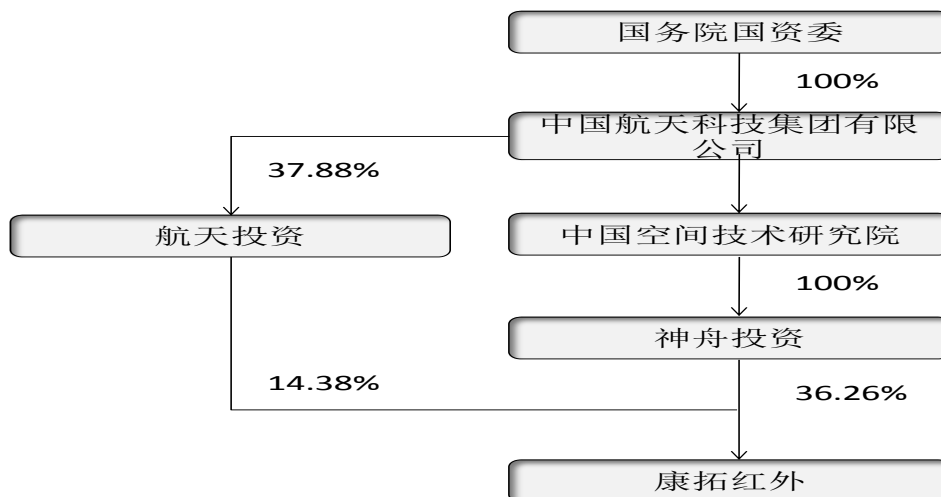 国务院国资委
100%
中国航天科技集团有限
公司
37.88%
航天投资
中国空间技术研究院
100%
神舟投资
14.38%
36.26%
康拓红外